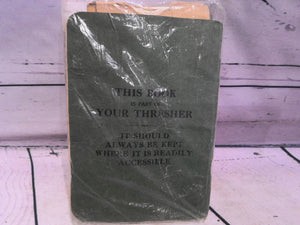 THIS BOOK
IS PART OF
YOUR THRESHER
IT SHOULD
ALWAYS BE KEPT
WHERE IT IS READILY
ACCESSIBLE